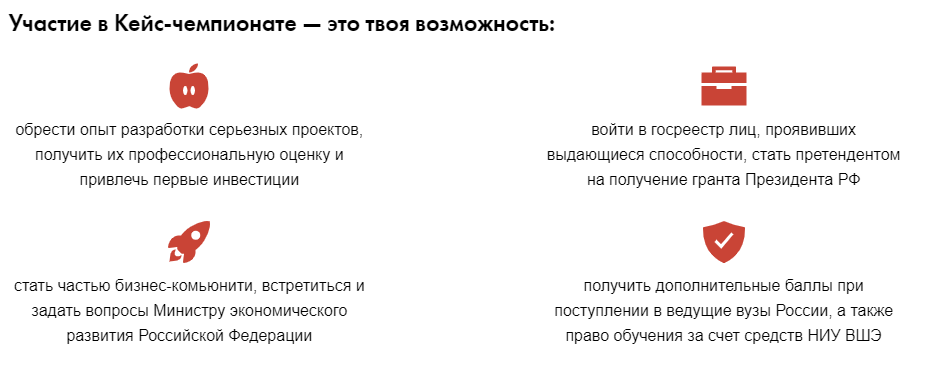 Участие в Кейс-чемпионате — это твоя возможность:
обрести опыт разработки серьезных проектов,
получить их профессиональную оценку и
привлечь первые инвестиции
войти в госреестр лиц, проявивших
выдающиеся способности, стать претендентом
на получение гранта Президента РФ
стать частью бизнес-комьюнити, встретиться и
задать вопросы Министру экономического
развития Российской Федерации
получить дополнительные баллы при
поступлении в ведущие вузы России, а также
право обучения за счет средств НИУ ВШЭ